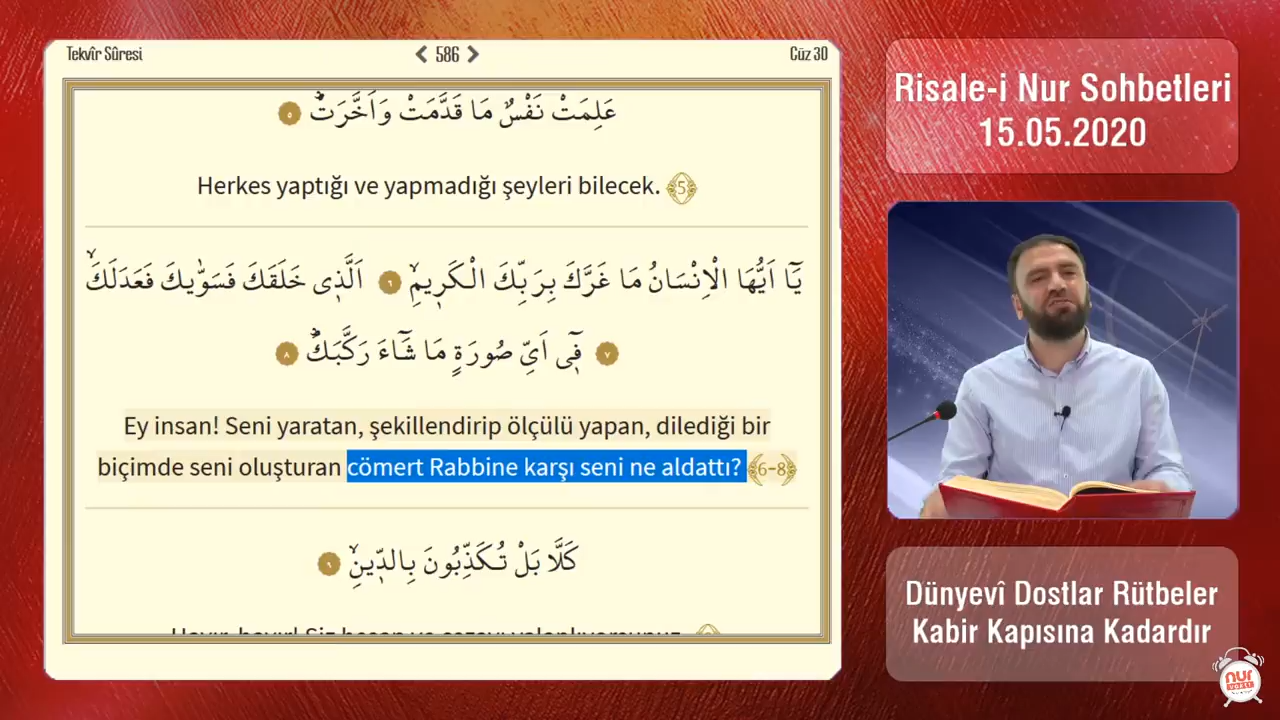 Tekvîr Sûresi
586
Cüz 30
عَلِمَتْ نَفْسٌ مَا قَدَّمَتْ وَاَخَّرَتْۜ ٥
Herkes yaptığı ve yapmadığı şeyleri bilecek. 5
يَٓا اَيُّهَا الْاِنْسَانُ مَا غَرَّكَ بِرَبِّكَ الْكَر۪يمِۙ ٦ اَلَّذ۪ي خَلَقَكَ فَسَوّٰيكَ فَعَدَلَكَۙ
٧ ف۪ٓي اَيِّ صُورَةٍ مَا شَٓاءَ رَكَّبَكَۜ ٨
Ey insan! Seni yaratan, şekillendirip ölçülü yapan, dilediği bir
biçimde seni oluşturan cömert Rabbine karşı seni ne aldattı? 6-8
كَلَّا بَلْ تُكَذِّبُونَ بِالدّ۪ينِۙ ٩
Risale-i Nur Sohbetleri
15.05.2020
Dünyevî Dostlar Rütbeler
Kabir Kapısına Kadardır
nur